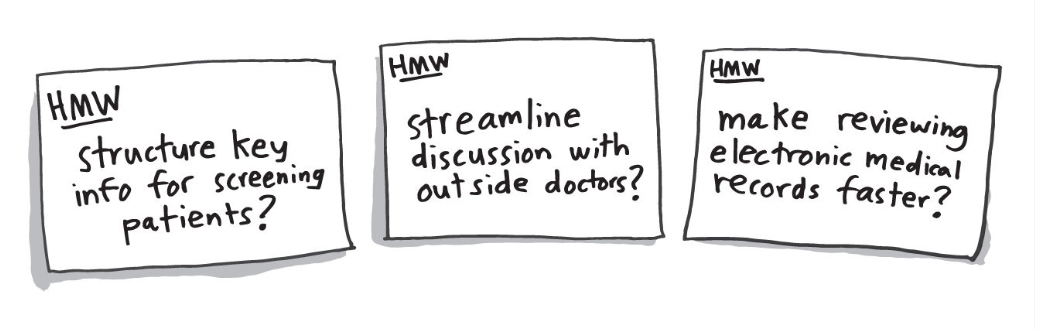 HMW
structure key
info for screening
patients?
HMW
streamline
discussion with
outside doctors?
HMW
make reviewing
electronic medical
records faster?